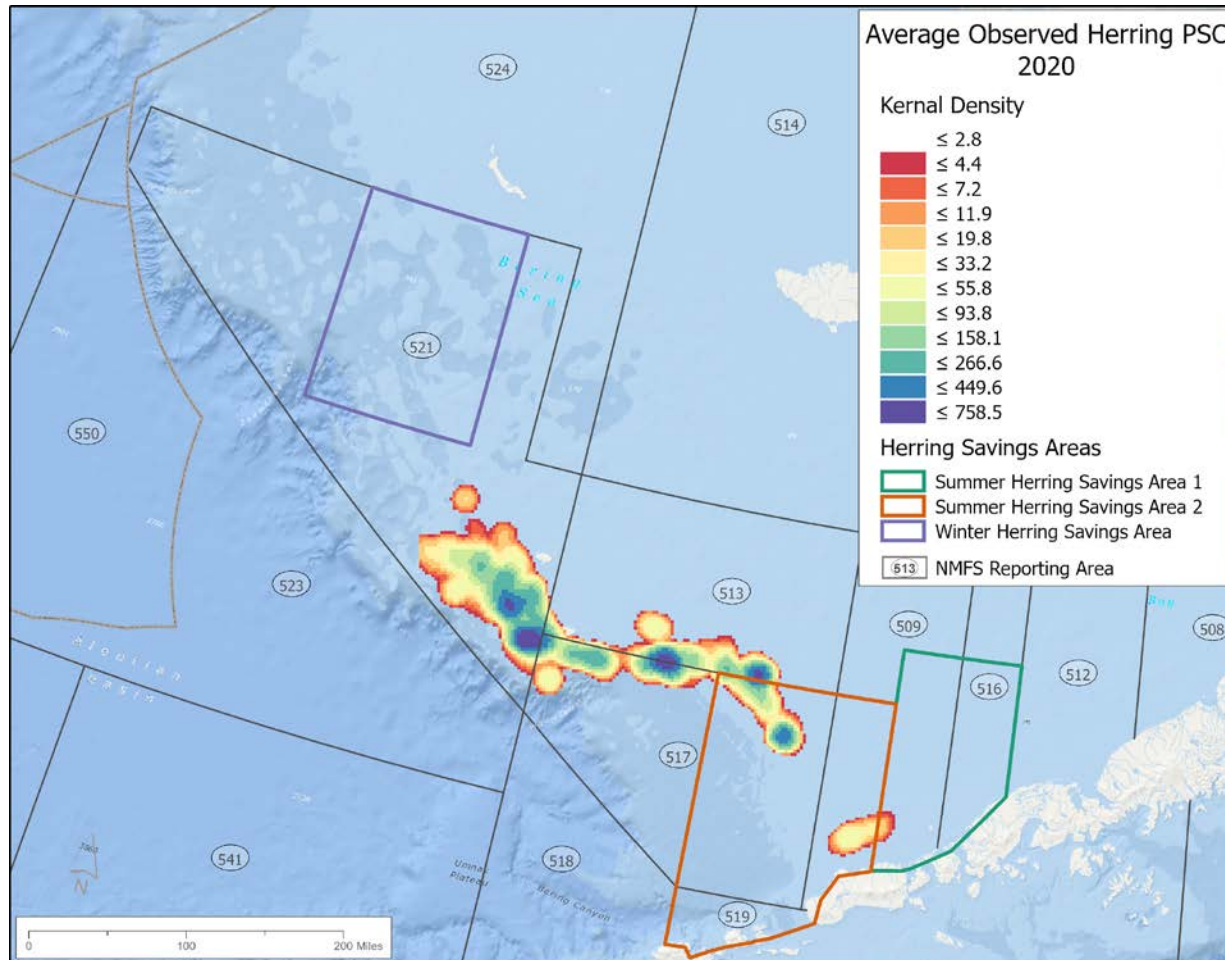 Average Observed Herring PSC
2020
Kernal Density
≤ 2.8
≤ 4.4
≤ 7.2
≤ 11.9
≤ 19.8
≤ 33.2
≤ 55.8
≤ 93.8
≤ 158.1
≤ 266.6
≤ 449.6
≤ 758.5
Herring Savings Areas
Summer Herring Savings Area 1
Summer Herring Savings Area 2
Winter Herring Savings Area
513 NMFS Reporting Area
524
514
Bering
Sea
521
550
523
513
509
508
516
512
Aleutian
Basin
517
541
518
Umnak
Plateau
Bering Canyon
519
N
0 100 200 Miles